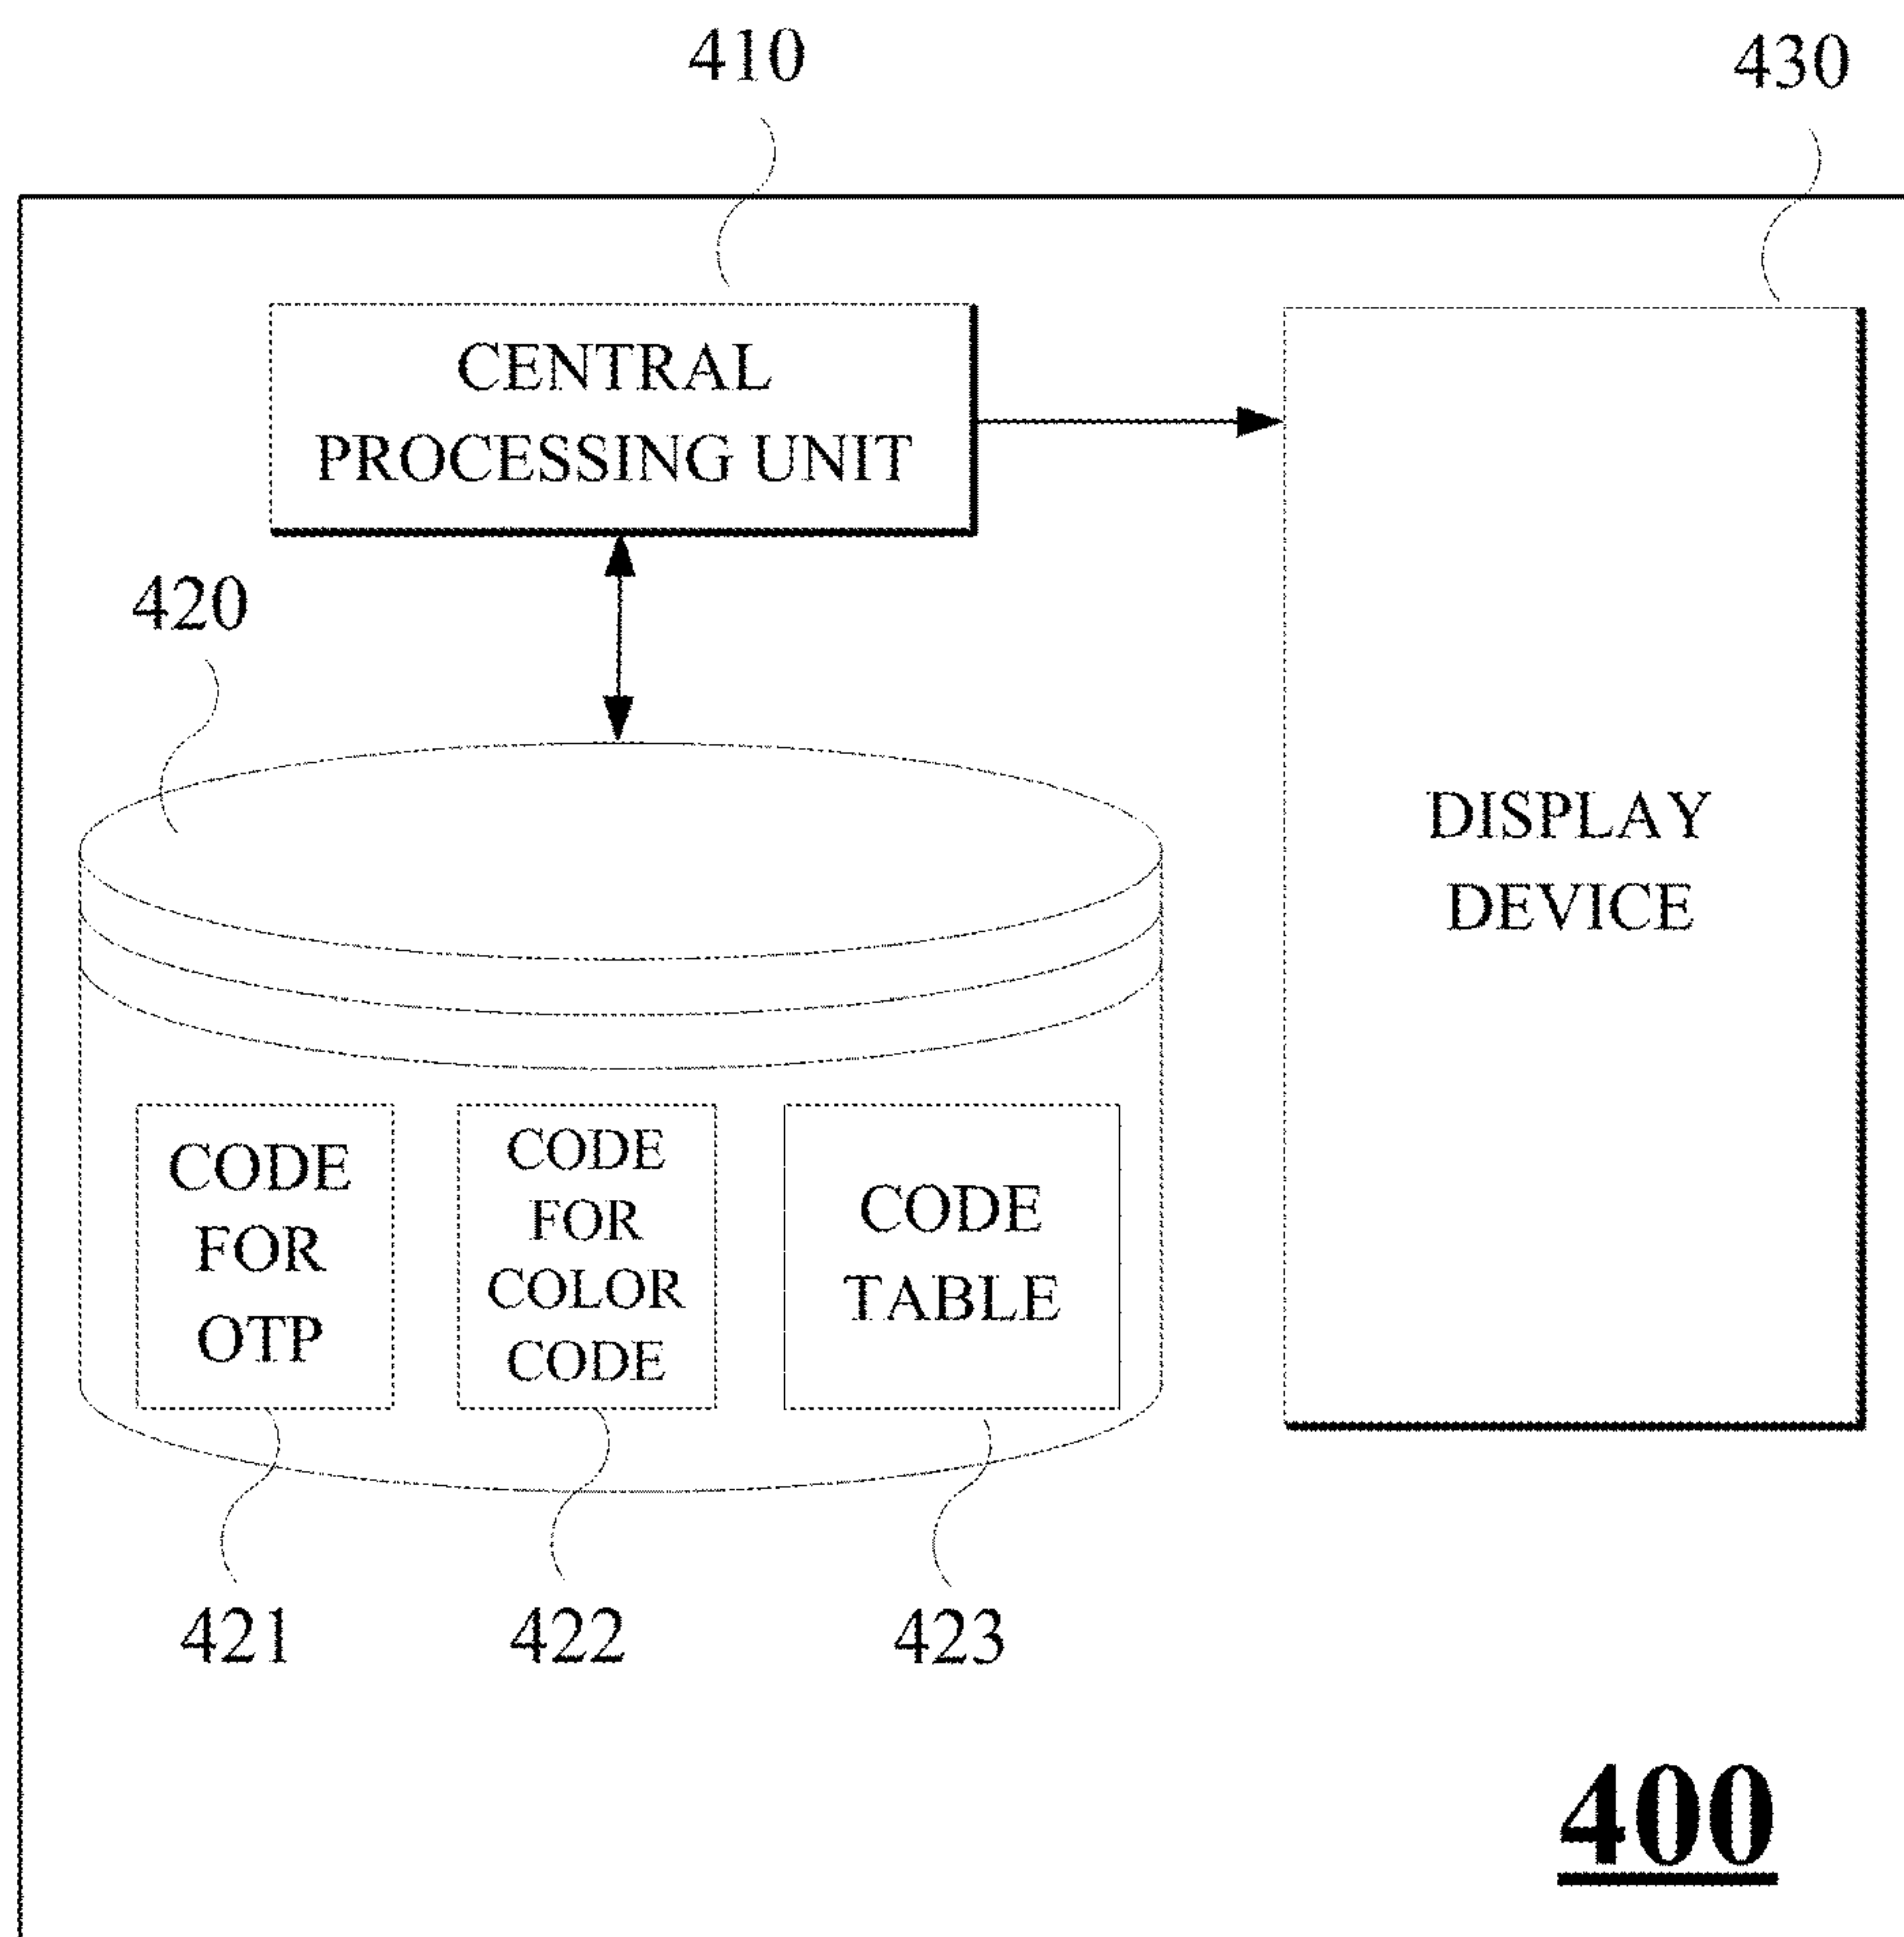 410
430
CENTRAL
PROCESSING UNIT
420
DISPLAY
DEVICE
CODE
FOR
OTP
CODE
FOR
COLOR
CODE
CODE
TABLE
421
422
423
400